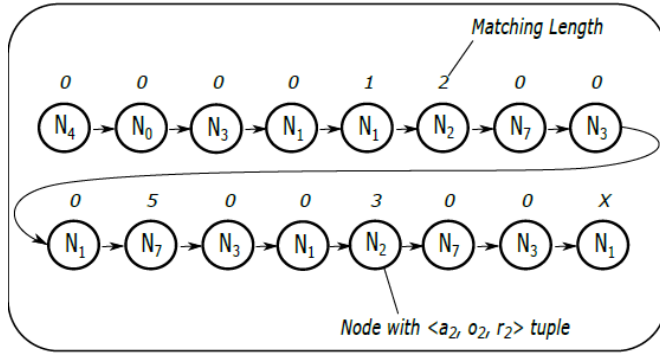 Matching Length
0 0 0 0 1 2 0 0
N₄ N₀ N₃ N₁ N₁ N₂ N₇ N₃
0 5 0 0 3 0 0 X
N₁ N₇ N₃ N₁ N₂ N₇ N₃ N₁
Node with <a₂, o₂, r₂> tuple